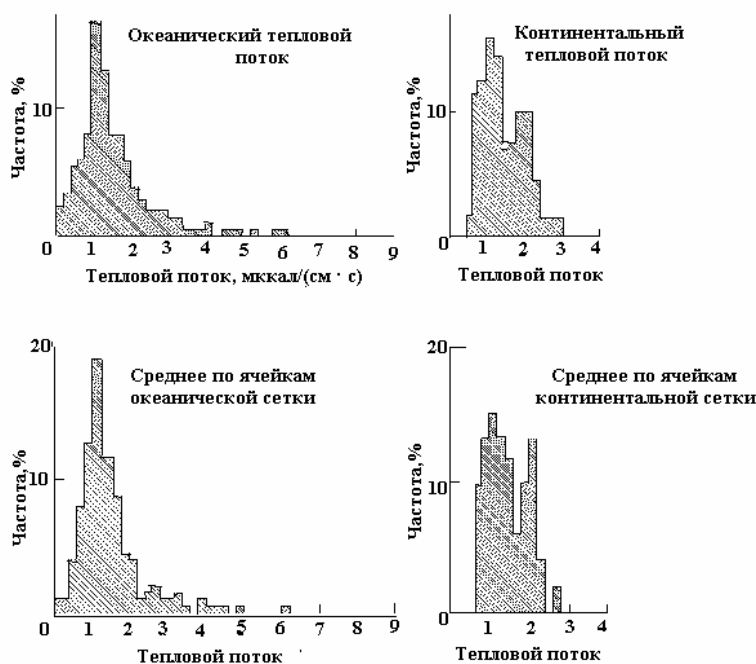 Океанический тепловой
поток
Частота, %
10
0 1 2 3 4 5 6 7 8 9
Тепловой поток, мккал/(см · с)
Континентальный
тепловой поток
Частота, %
10
0 1 2 3 4
Тепловой поток
20
Среднее по ячейкам
океанической сетки
Частота,%
10
0 1 2 3 4 5 6 7 8 9
Тепловой поток
20
Среднее по ячейкам
континентальной сетки
Частота,%
10
0 1 2 3 4
Тепловой поток